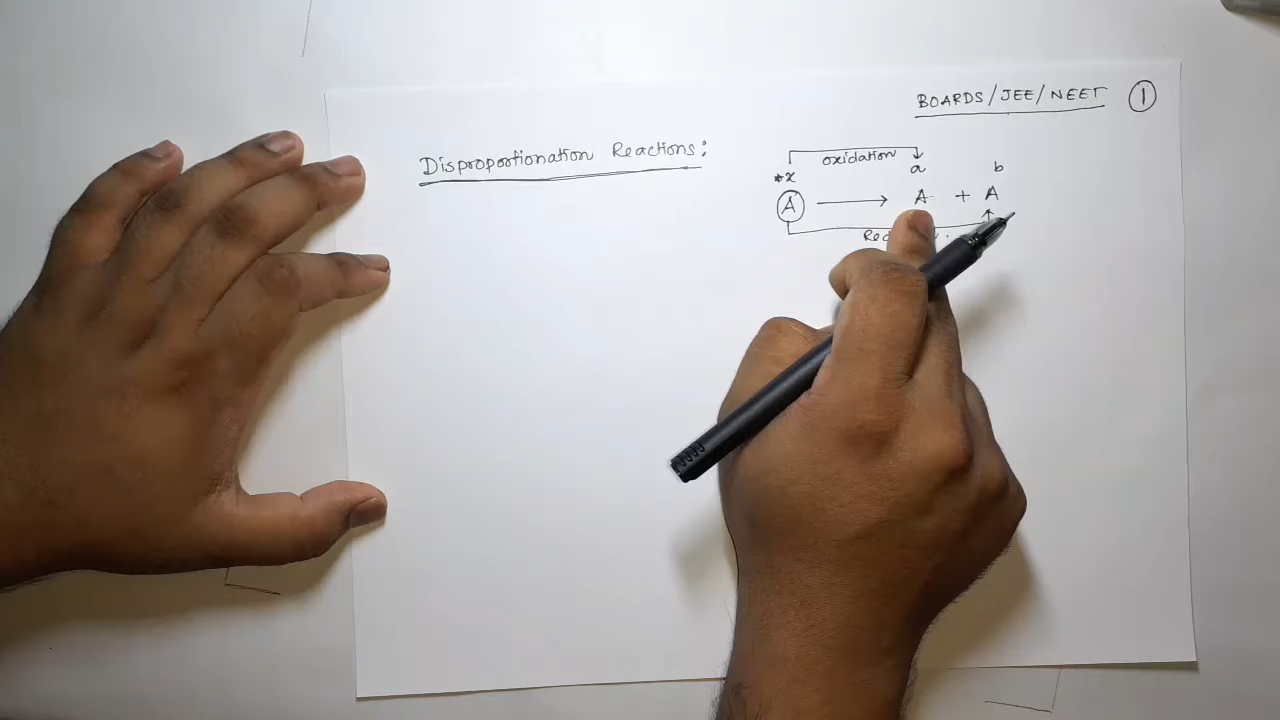 BOARDS/JEE/NEET 1
Disproportionation Reactions:
oxidation
*x a b
A → A + A